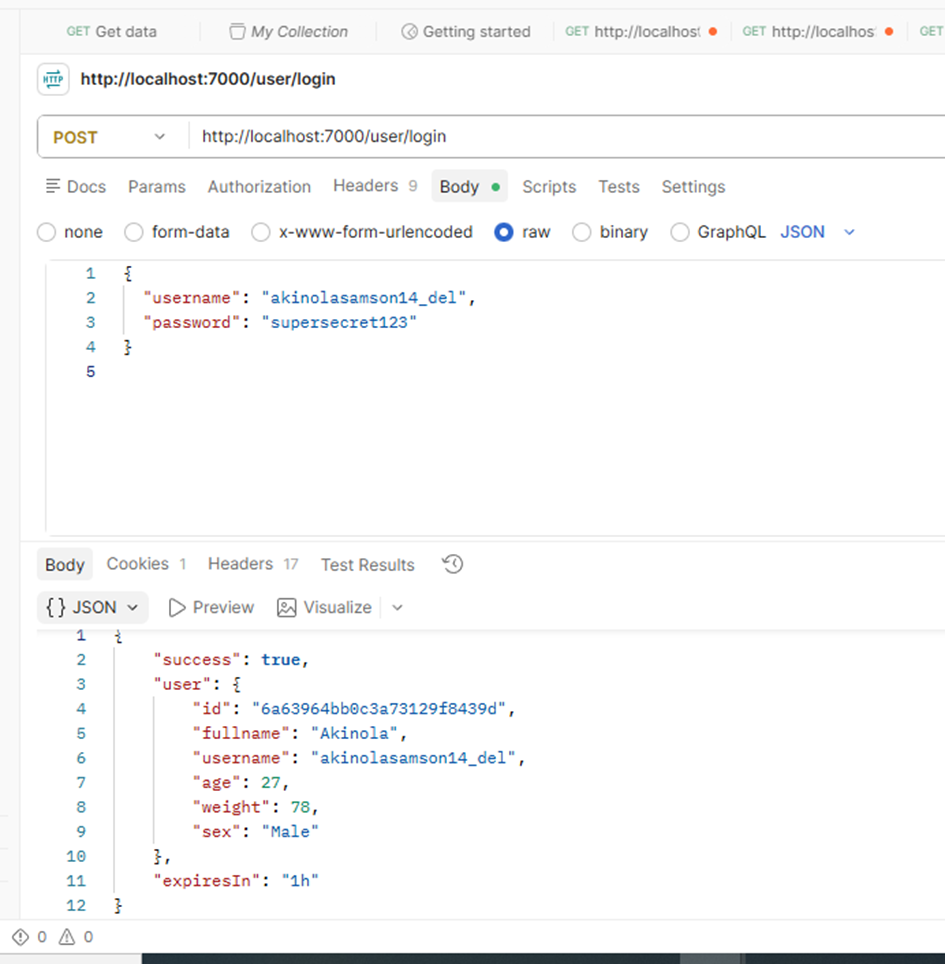 GET Get data My Collection Getting started GET http://localhost GET http://localhos GET
HTTP http://localhost:7000/user/login
POST http://localhost:7000/user/login
Docs Params Authorization Headers 9 Body Scripts Tests Settings
none form-data x-www-form-urlencoded raw binary GraphQL JSON
1 {
2 "username": "akinolasamson14_del",
3 "password": "supersecret123"
4 }
5
Body Cookies 1 Headers 17 Test Results
{} JSON Preview Visualize
1 {
2 "success": true,
3 "user": {
4 "id": "6a63964bb0c3a73129f8439d",
5 "fullname": "Akinola",
6 "username": "akinolasamson14_del",
7 "age": 27,
8 "weight": 78,
9 "sex": "Male"
10 },
11 "expiresIn": "1h"
12 }
0 0